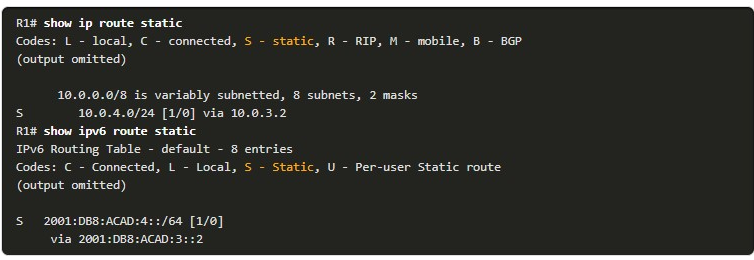 R1# show ip route static
Codes: L - local, C - connected, S - static, R - RIP, M - mobile, B - BGP
(output omitted)
10.0.0.0/8 is variably subnetted, 8 subnets, 2 masks
S 10.0.4.0/24 [1/0] via 10.0.3.2
R1# show ipv6 route static
IPv6 Routing Table - default - 8 entries
Codes: C - Connected, L - Local, S - Static, U - Per-user Static route
(output omitted)
S 2001:DB8:ACAD:4::/64 [1/0]
via 2001:DB8:ACAD:3::2